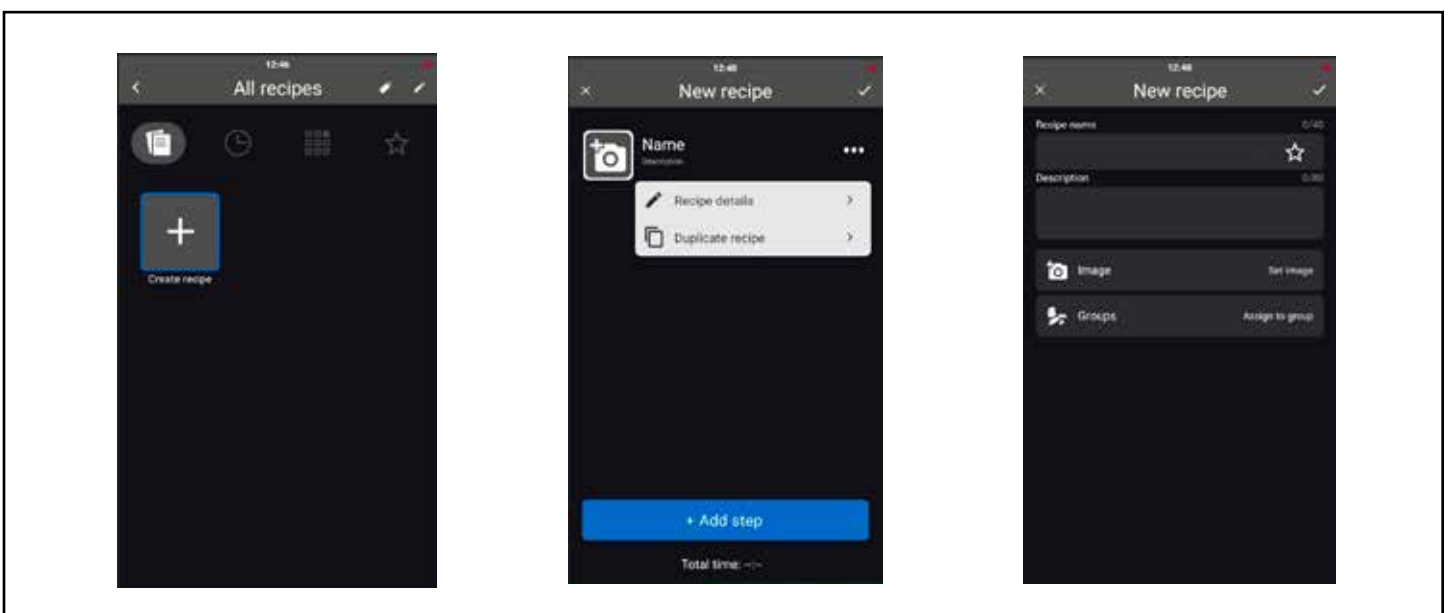 12:46
All recipes
Create recipe
12:48
New recipe
Name
Description
Recipe details
Duplicate recipe
+ Add step
Total time: --:--
12:48
New recipe
Recipe name 0/40
Description
Image Set image
Groups Assign to group